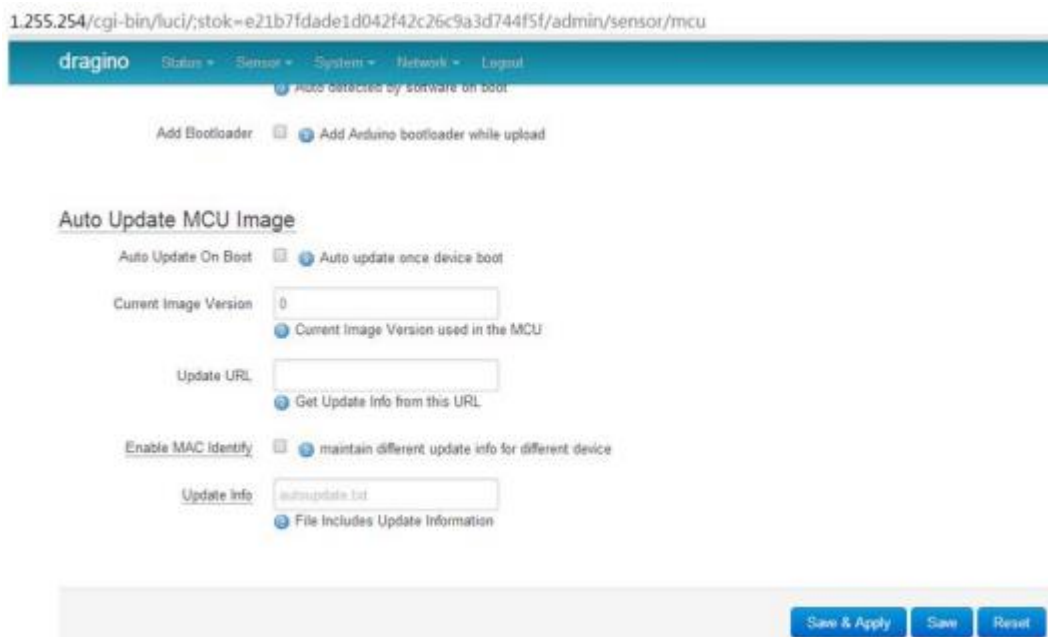 1.255.254/cgi-bin/luci/;stok=e21b7fdade1d042f42c26c9a3d744f5f/admin/sensor/mcu
dragino Status Sensor System Network Logout
Auto detected by software on boot
Add Bootloader Add Arduino bootloader while upload
Auto Update MCU Image
Auto Update On Boot Auto update once device boot
Current Image Version 0
Current Image Version used in the MCU
Update URL
Get Update Info from this URL
Enable MAC Identify maintain different update info for different device
Update Info autoupdate.txt
File Includes Update Information
Save & Apply Save Reset